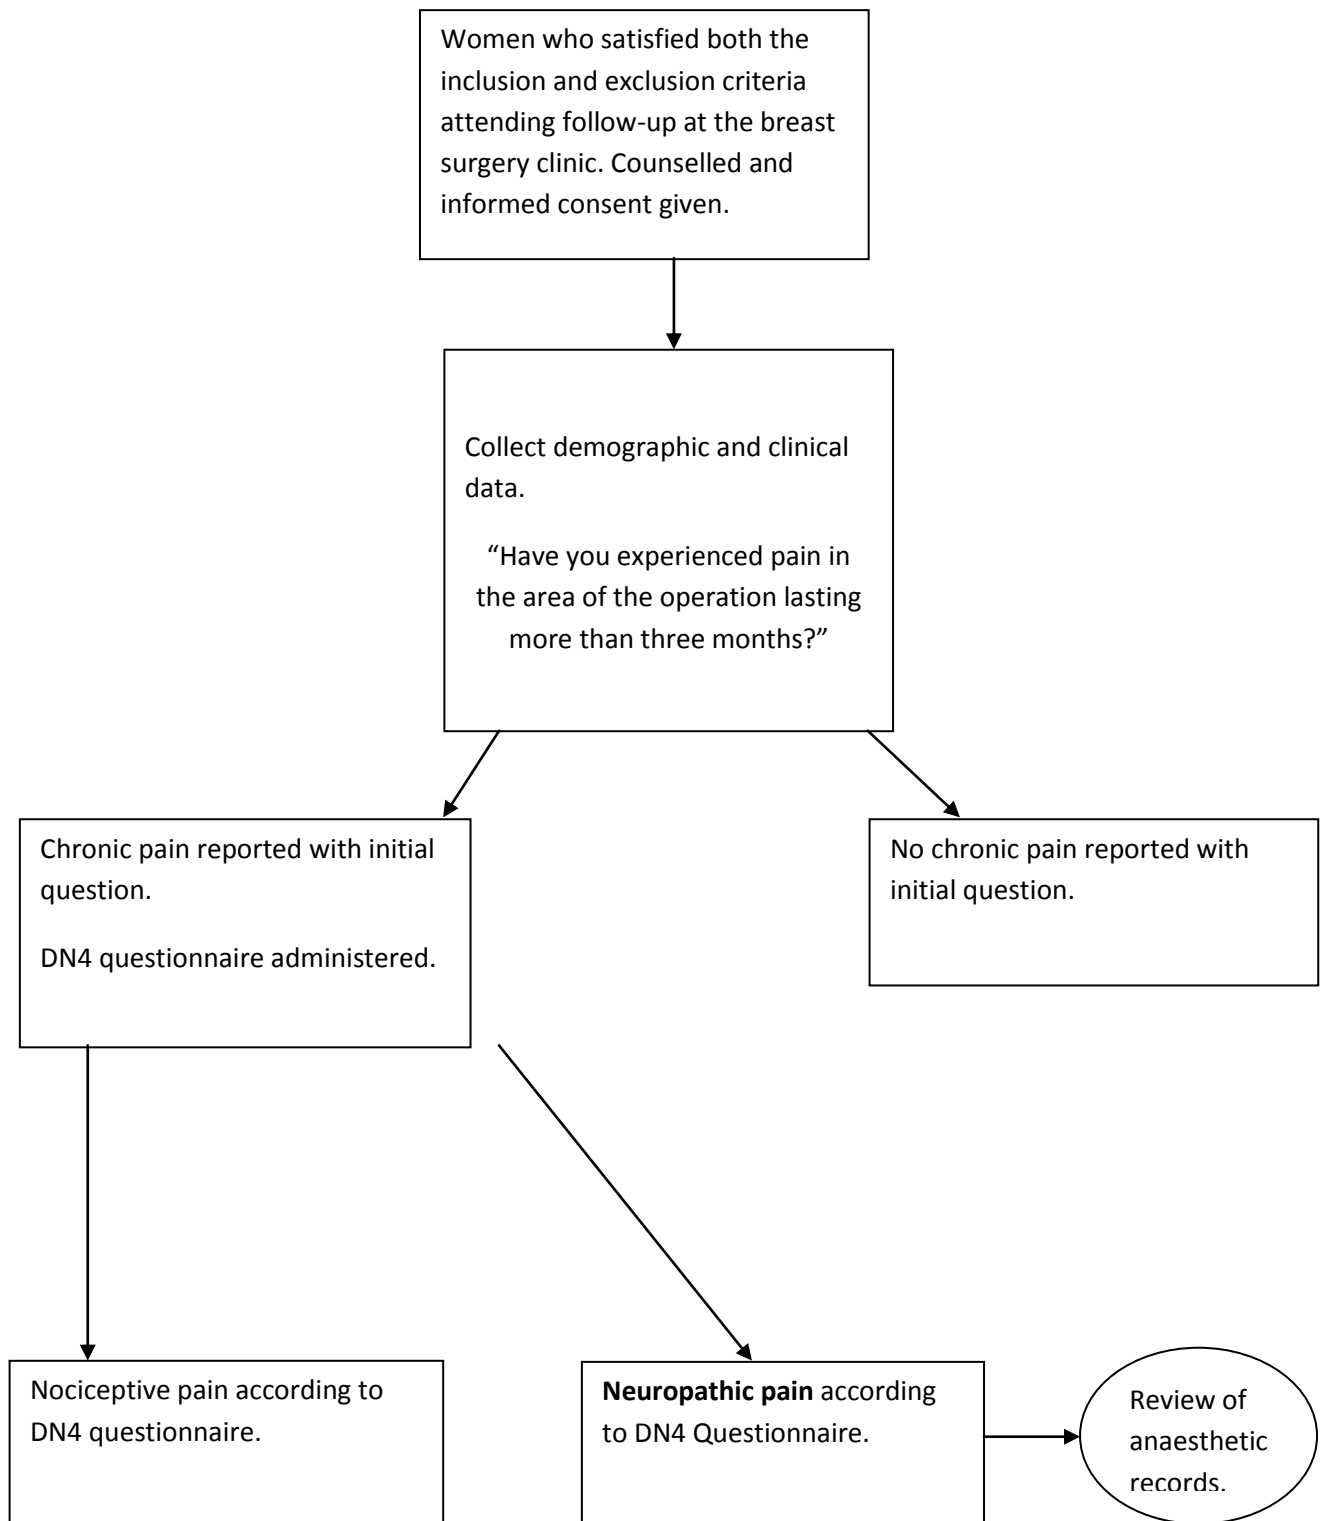 Women who satisfied both the
inclusion and exclusion criteria
attending follow-up at the breast
surgery clinic. Counselled and
informed consent given.
Collect demographic and clinical
data.
“Have you experienced pain in
the area of the operation lasting
more than three months?”
Chronic pain reported with initial
question.
DN4 questionnaire administered.
No chronic pain reported with
initial question.
Nociceptive pain according to
DN4 questionnaire.
Neuropathic pain according
to DN4 Questionnaire.
Review of
anaesthetic
records.